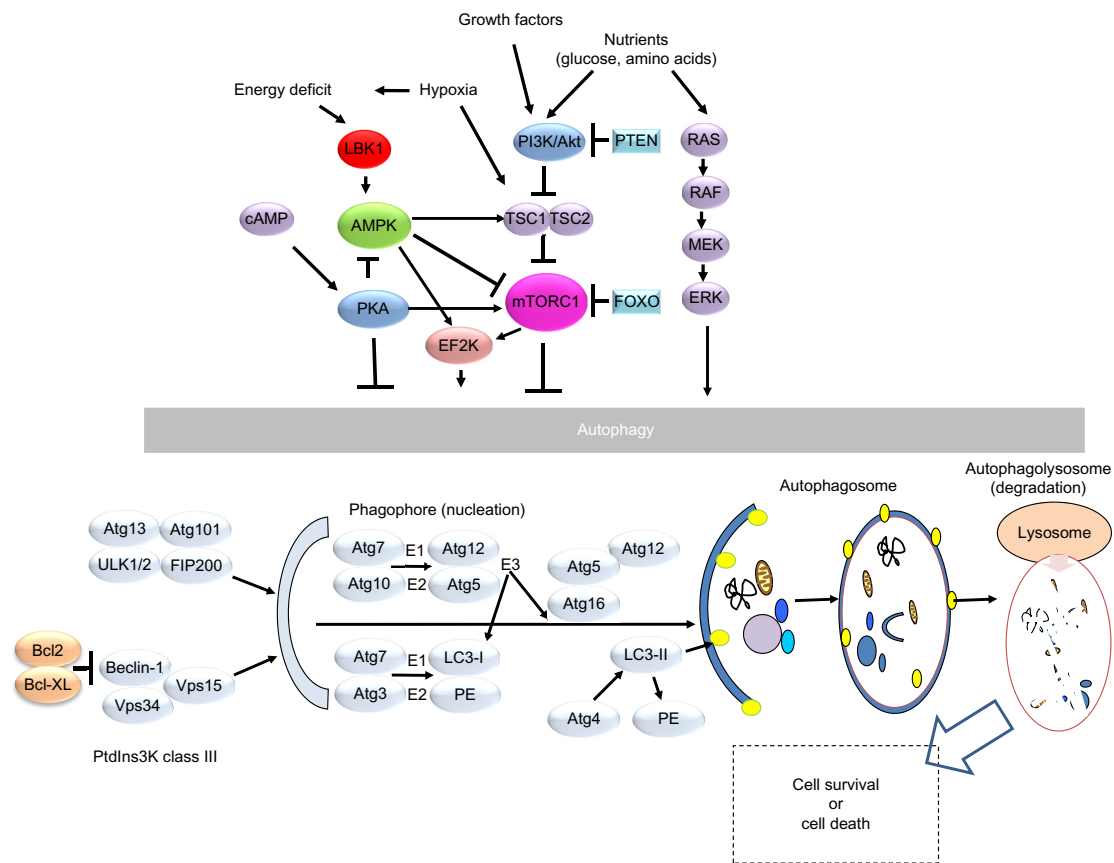 Growth factors
Nutrients
(glucose, amino acids)
Energy deficit
Hypoxia
LBK1
PI3K/Akt
PTEN
RAS
RAF
cAMP
AMPK
TSC1
TSC2
MEK
PKA
mTORC1
FOXO
ERK
EF2K
Autophagy
Autophagolysosome
(degradation)
Autophagosome
Phagophore (nucleation)
Lysosome
Atg13
Atg101
ULK1/2
FIP200
Atg7
E1
Atg12
Atg10
E2
Atg5
E3
Atg12
Atg5
Atg16
Bcl2
Bcl-XL
Beclin-1
Vps15
Vps34
Atg7
E1
LC3-I
Atg3
E2
PE
LC3-II
Atg4
PE
PtdIns3K class III
Cell survival
or
cell death